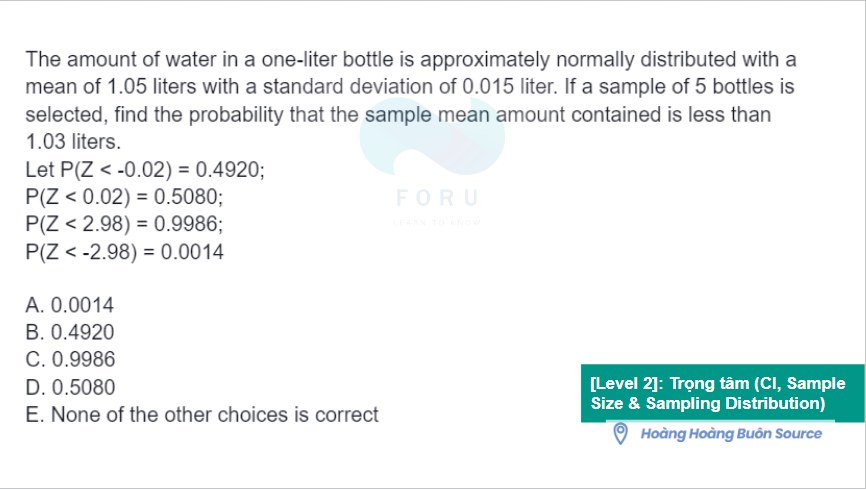 The amount of water in a one-liter bottle is approximately normally distributed with a
mean of 1.05 liters with a standard deviation of 0.015 liter. If a sample of 5 bottles is
selected, find the probability that the sample mean amount contained is less than
1.03 liters.
Let P(Z < -0.02) = 0.4920;
P(Z < 0.02) = 0.5080;
P(Z < 2.98) = 0.9986;
P(Z < -2.98) = 0.0014
FORU
A. 0.0014
B. 0.4920
C. 0.9986
D. 0.5080
E. None of the other choices is correct
[Level 2]: Trọng tâm (CI, Sample
Size & Sampling Distribution)
Hoàng Hoàng Buôn Source